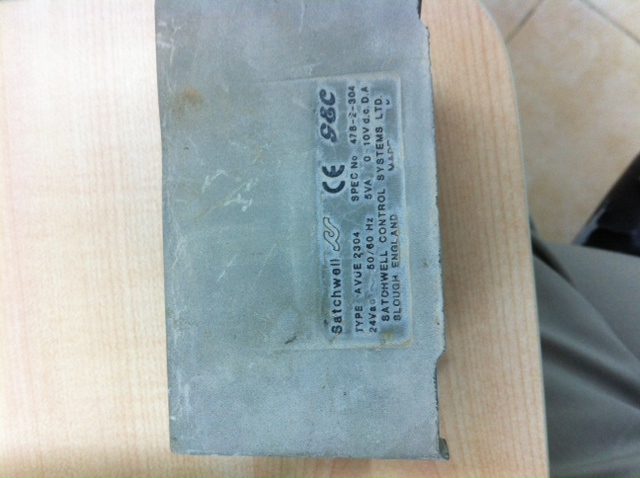 Satchwell CE GEC
TYPE AVUE 2304 SPEC No 478-2-304
24Vac ~ 50/60 Hz 5VA 0-10V d.c. D.A
SATCHWELL CONTROL SYSTEMS LTD.
SLOUGH ENGLAND